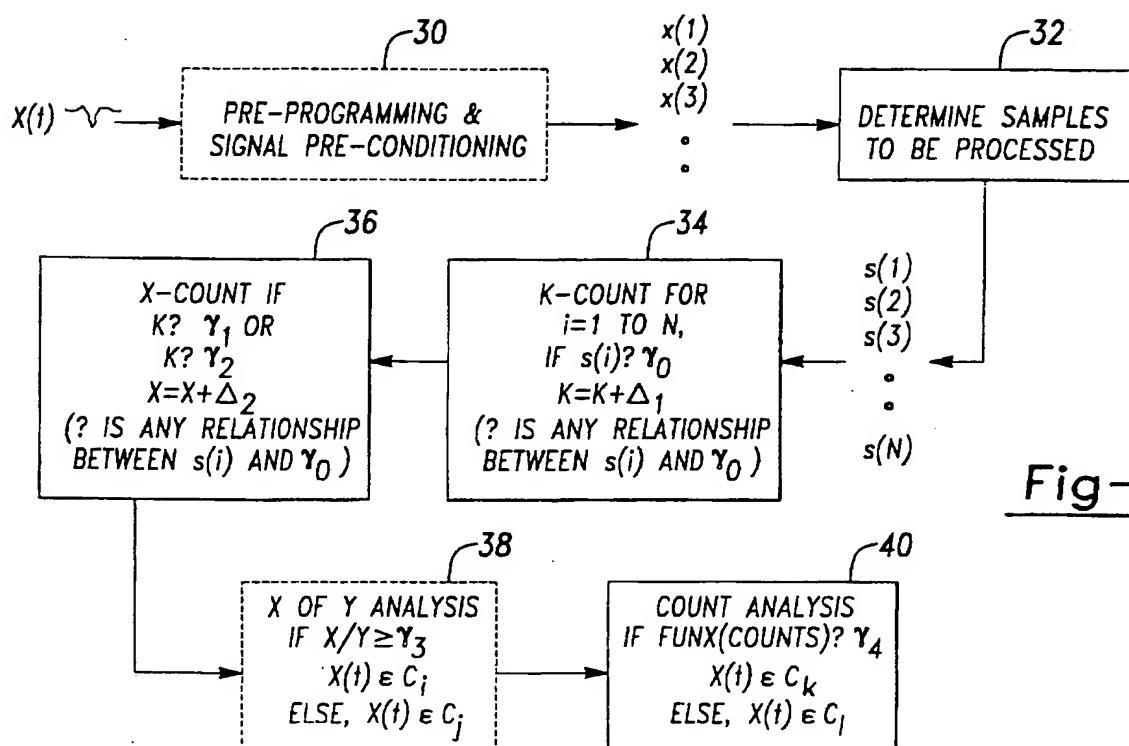 30
X(t)
PRE-PROGRAMMING &
SIGNAL PRE-CONDITIONING
x(1)
x(2)
x(3)
32
DETERMINE SAMPLES
TO BE PROCESSED
36
X-COUNT IF
K? γ1 OR
K? γ2
X=X+Δ2
(? IS ANY RELATIONSHIP
BETWEEN s(i) AND γ0 )
34
K-COUNT FOR
i=1 TO N,
IF s(i)? γ0
K=K+Δ1
(? IS ANY RELATIONSHIP
BETWEEN s(i) AND γ0 )
s(1)
s(2)
s(3)
s(N)
Fig-
38
X OF Y ANALYSIS
IF X/Y≥γ3
X(t) ε Ci
ELSE, X(t) ε Cj
40
COUNT ANALYSIS
IF FUNX(COUNTS)? γ4
X(t) ε Ck
ELSE, X(t) ε Cl